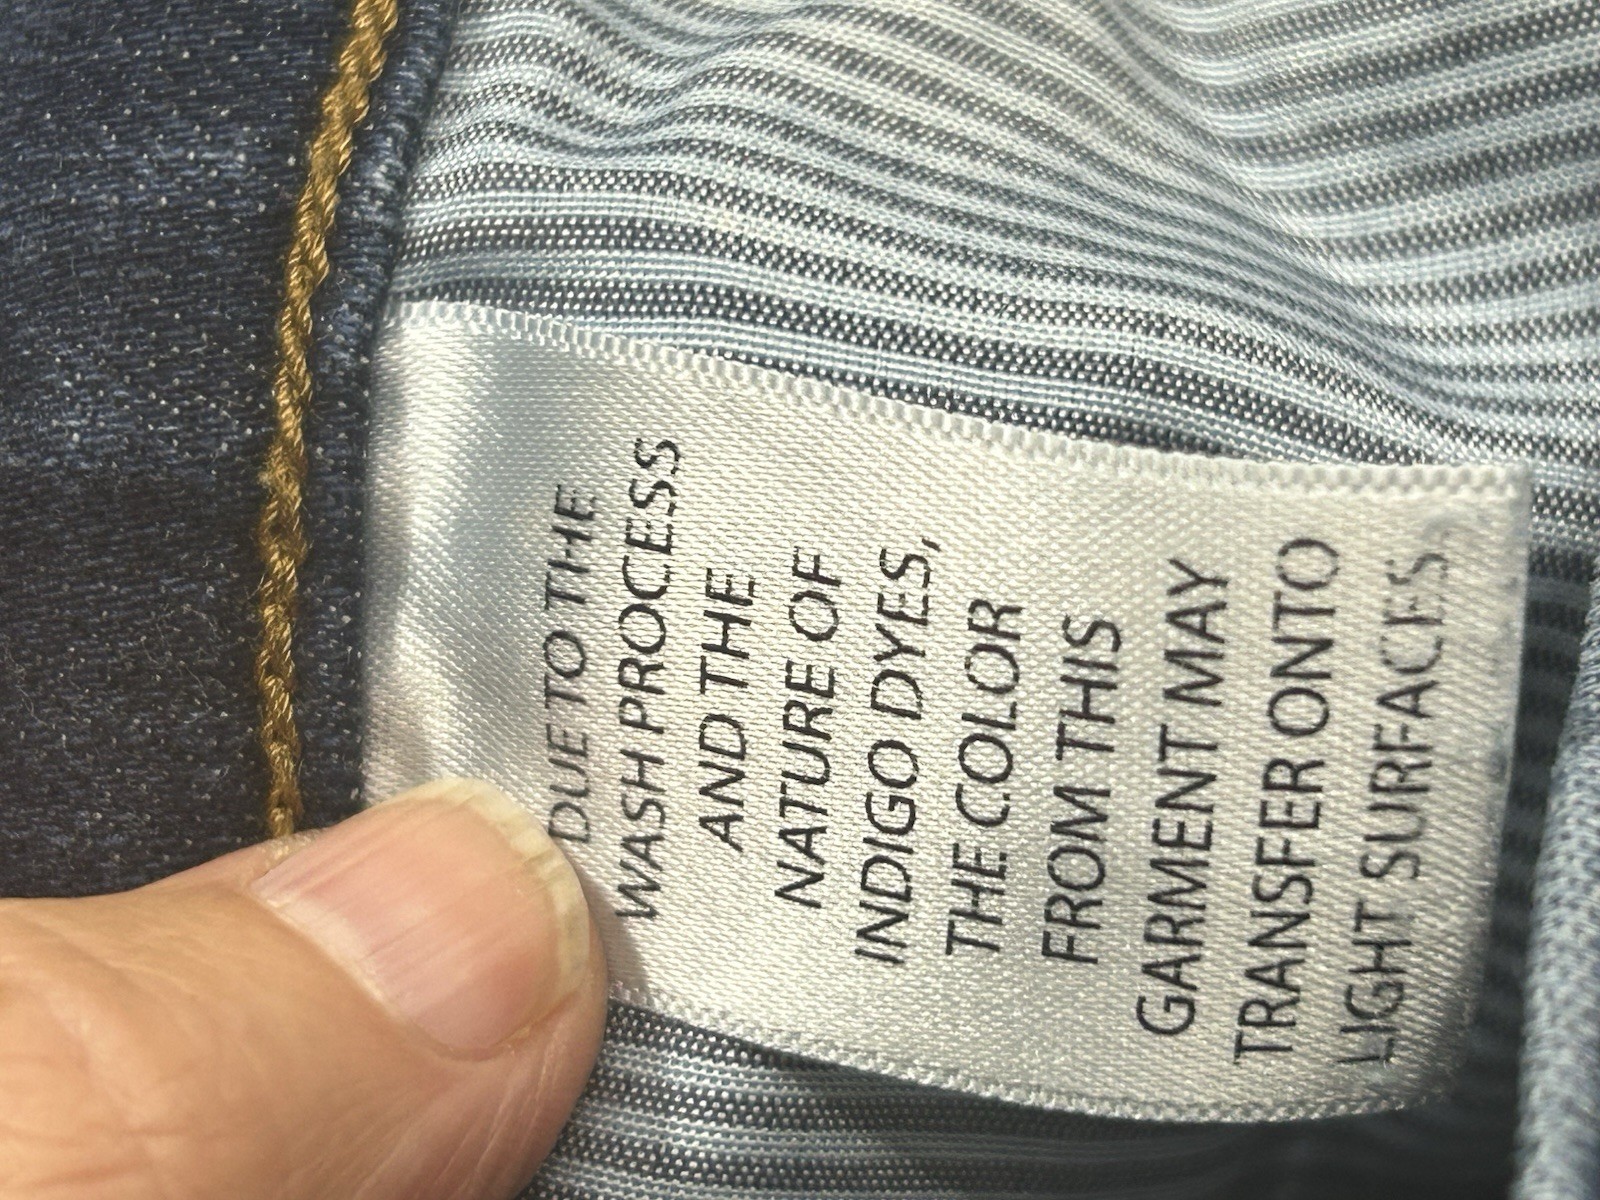 DUE TO THE
WASH PROCESS
AND THE
NATURE OF
INDIGO DYES,
THE COLOR
FROM THIS
GARMENT MAY
TRANSFER ONTO
LIGHT SURFACES.